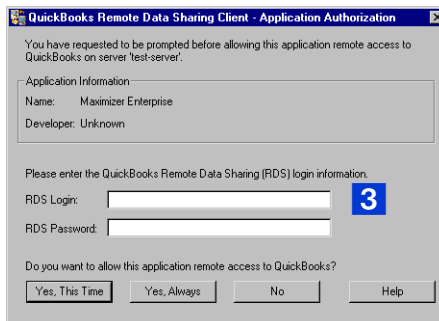 QuickBooks Remote Data Sharing Client - Application Authorization
You have requested to be prompted before allowing this application remote access to
QuickBooks on server 'test-server'.
Application Information
Name: Maximizer Enterprise
Developer: Unknown
Please enter the QuickBooks Remote Data Sharing (RDS) login information.
RDS Login:
3
RDS Password:
Do you want to allow this application remote access to QuickBooks?
Yes, This Time Yes, Always No Help